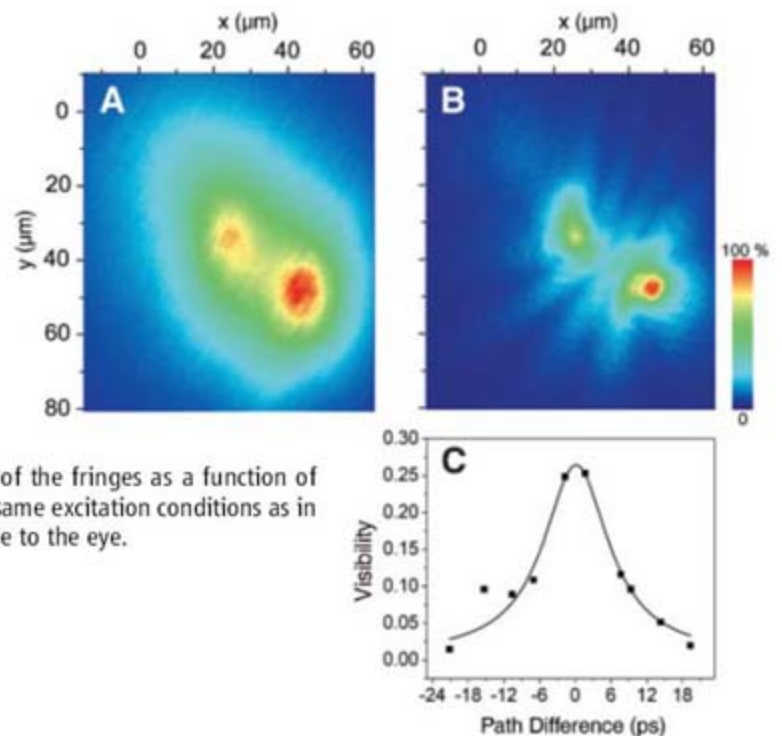 x (μm)
0 20 40 60
x (μm)
0 20 40 60
A
B
y (μm)
0
20
40
60
80
100 %
0
of the fringes as a function of
same excitation conditions as in
e to the eye.
C
Visibility
0.30
0.25
0.20
0.15
0.10
0.05
0.00
-24 -18 -12 -6 0 6 12 18
Path Difference (ps)